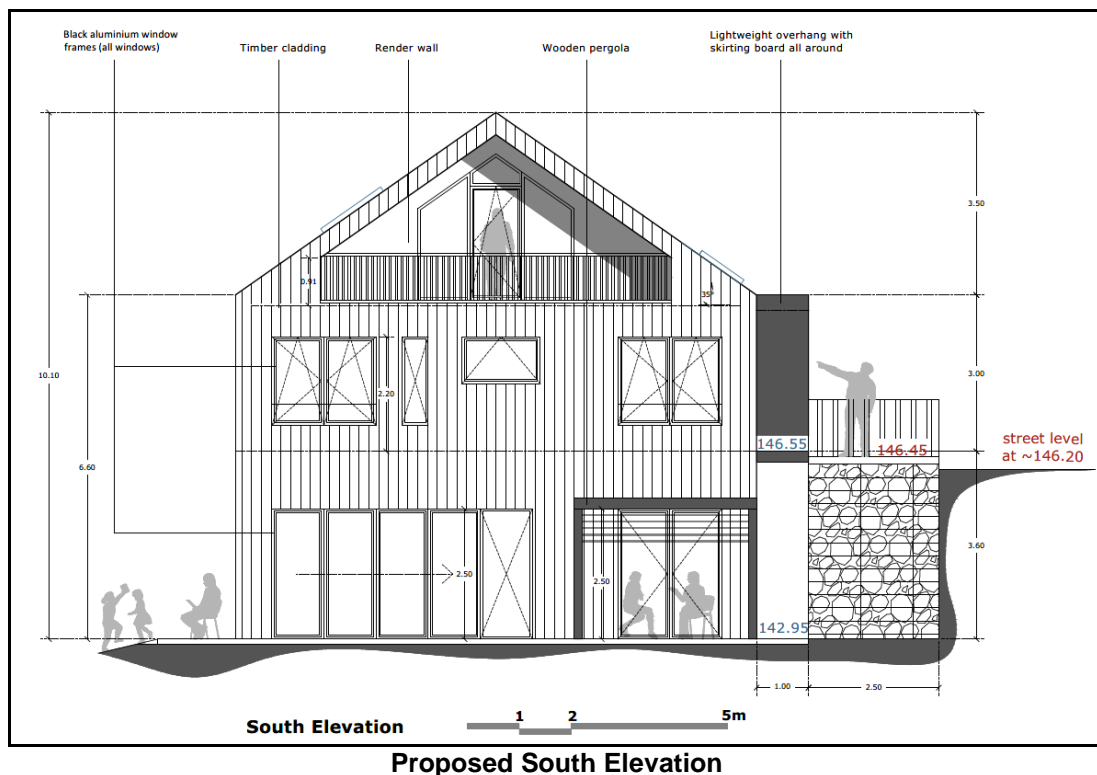 Black aluminium window
frames (all windows)
Timber cladding
Render wall
Wooden pergola
Lightweight overhang with
skirting board all around
3.50
0.91
35°
10.10
2.20
3.00
146.55
146.45
street level
at ~146.20
6.60
2.50
2.50
3.60
142.95
1.00
2.50
South Elevation
1
2
5m
Proposed South Elevation